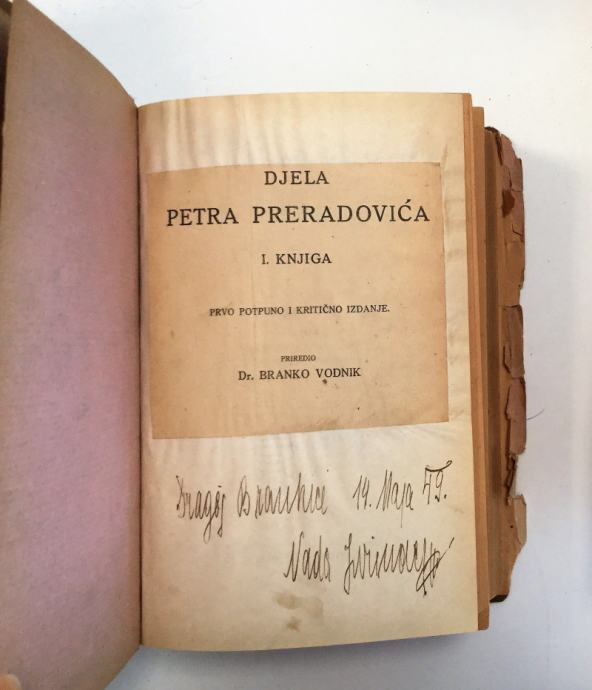 DJELA
PETRA PRERADOVIĆA
I. KNJIGA
PRVO POTPUNO I KRITIČNO IZDANJE.
PRIREDIO
Dr. BRANKO VODNIK
Dragoj Brankici 14. Maja
Nada